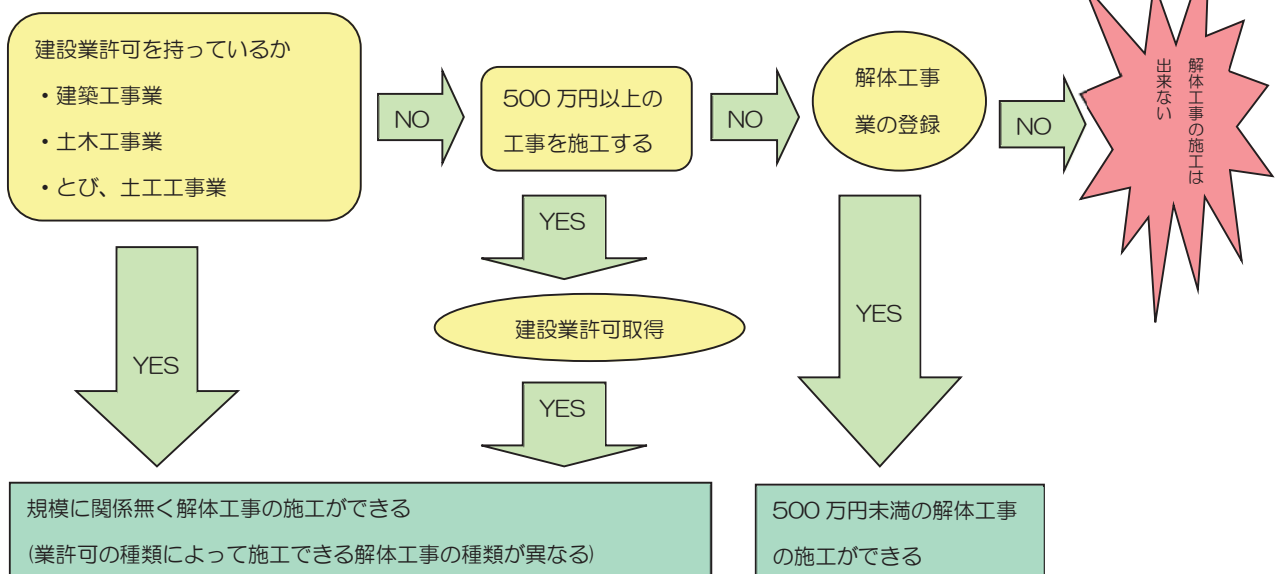 建設業許可を持っているか
・建築工事業
・土木工事業
・とび、土工工事業
NO
500 万円以上の
工事を施工する
NO
解体工事
業の登録
NO
解体工事の施工は
出来ない
YES
YES
建設業許可取得
YES
YES
規模に関係無く解体工事の施工ができる
(業許可の種類によって施工できる解体工事の種類が異なる)
500 万円未満の解体工事
の施工ができる